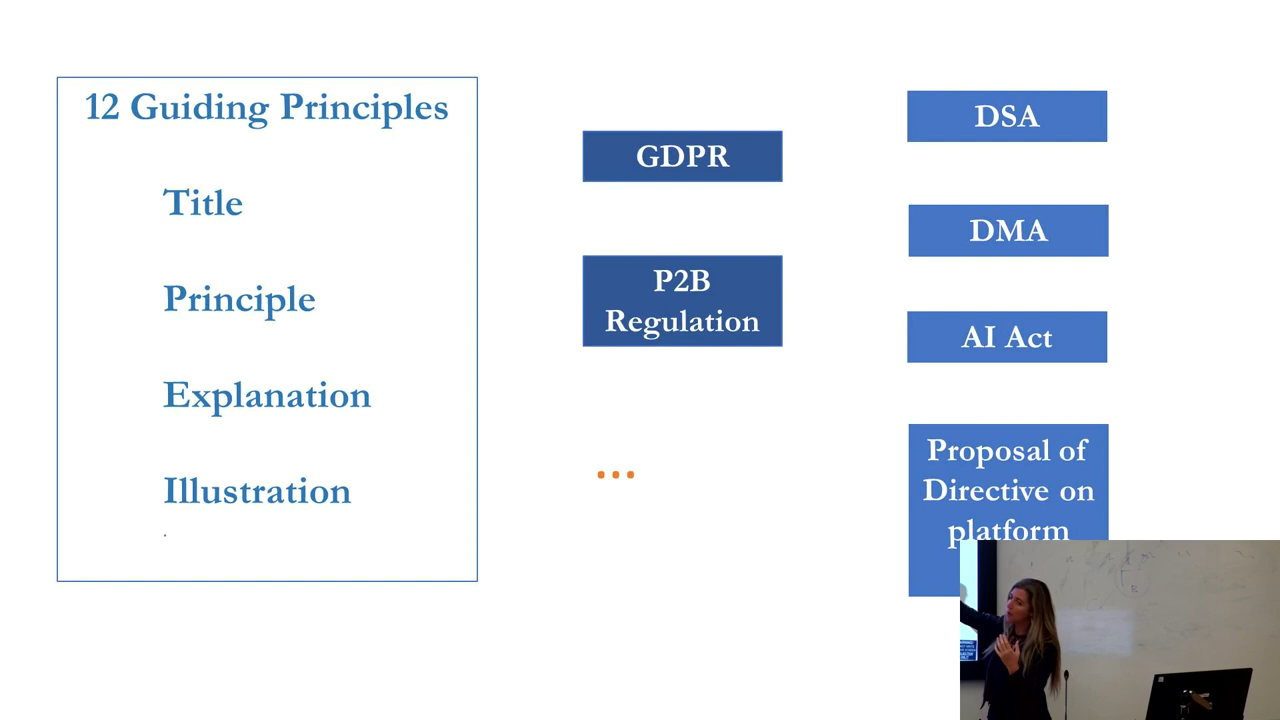 12 Guiding Principles
Title
Principle
Explanation
Illustration
.
GDPR
P2B
Regulation
...
DSA
DMA
AI Act
Proposal of
Directive on
platform